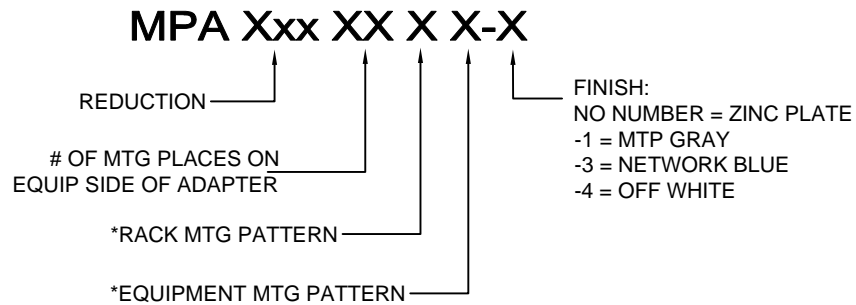 MPA Xxx XX X X-X
REDUCTION
# OF MTG PLACES ON
EQUIP SIDE OF ADAPTER
*RACK MTG PATTERN
*EQUIPMENT MTG PATTERN
FINISH:
NO NUMBER = ZINC PLATE
-1 = MTP GRAY
-3 = NETWORK BLUE
-4 = OFF WHITE